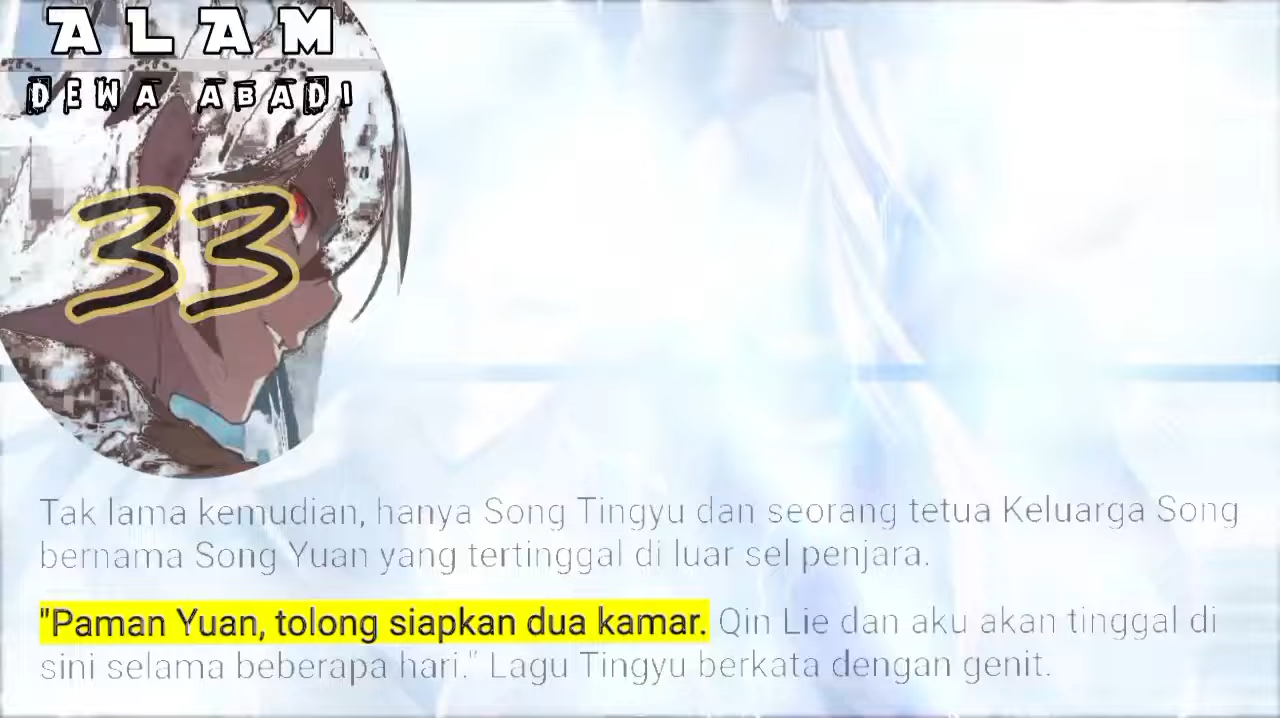 ALAM
DEWA ABADI
33
Tak lama kemudian, hanya Song Tingyu dan seorang tetua Keluarga Song
bernama Song Yuan yang tertinggal di luar sel penjara.
"Paman Yuan, tolong siapkan dua kamar. Qin Lie dan aku akan tinggal di
sini selama beberapa hari." Lagu Tingyu berkata dengan genit.